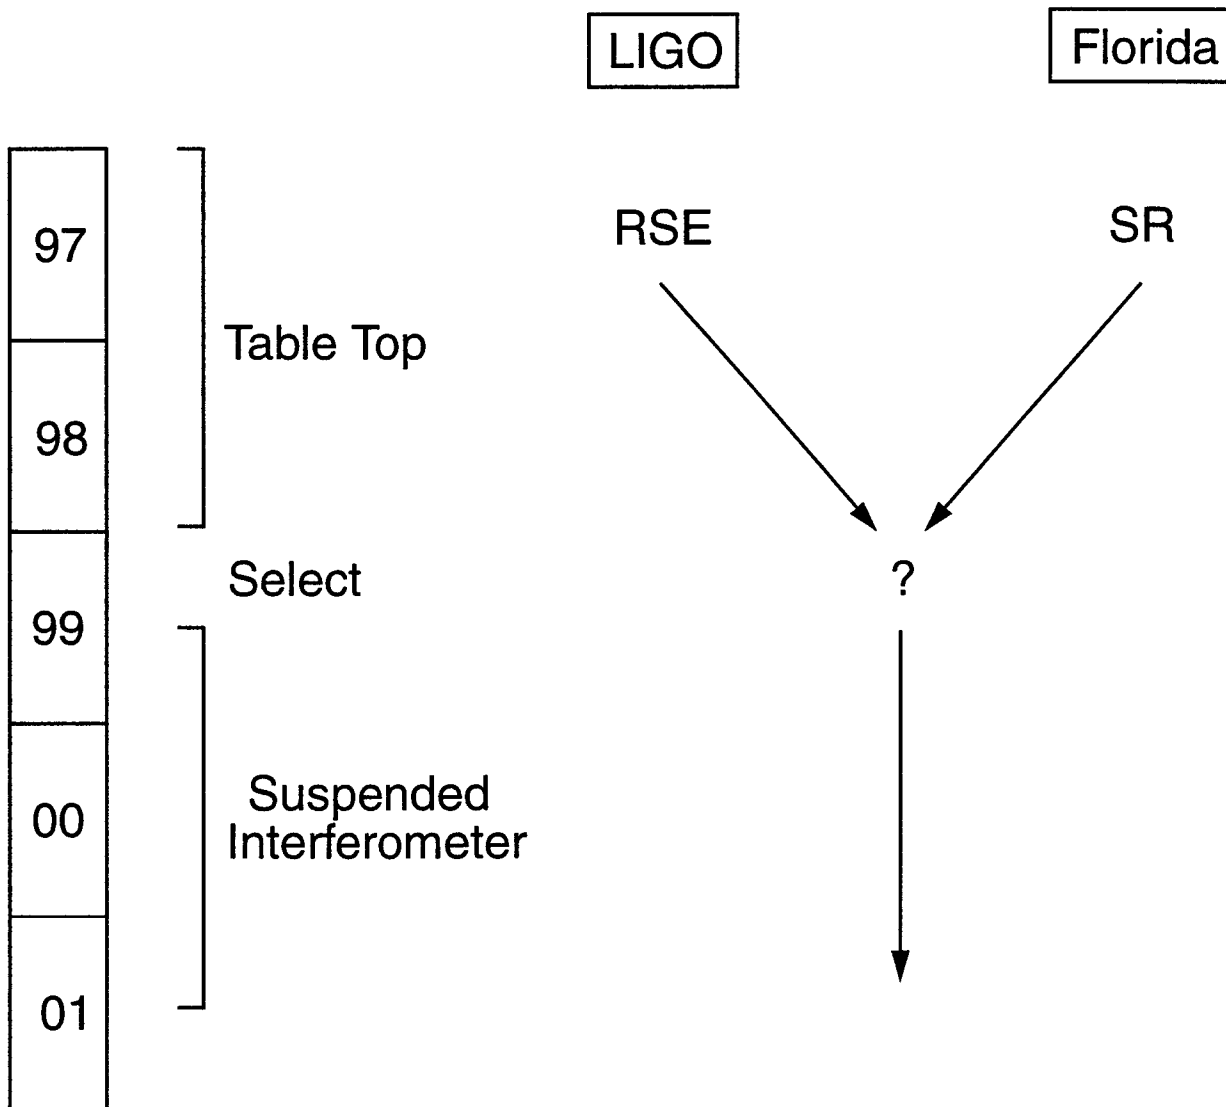 LIGO
Florida
97
RSE
SR
Table Top
98
Select
?
99
00
Suspended
Interferometer
01